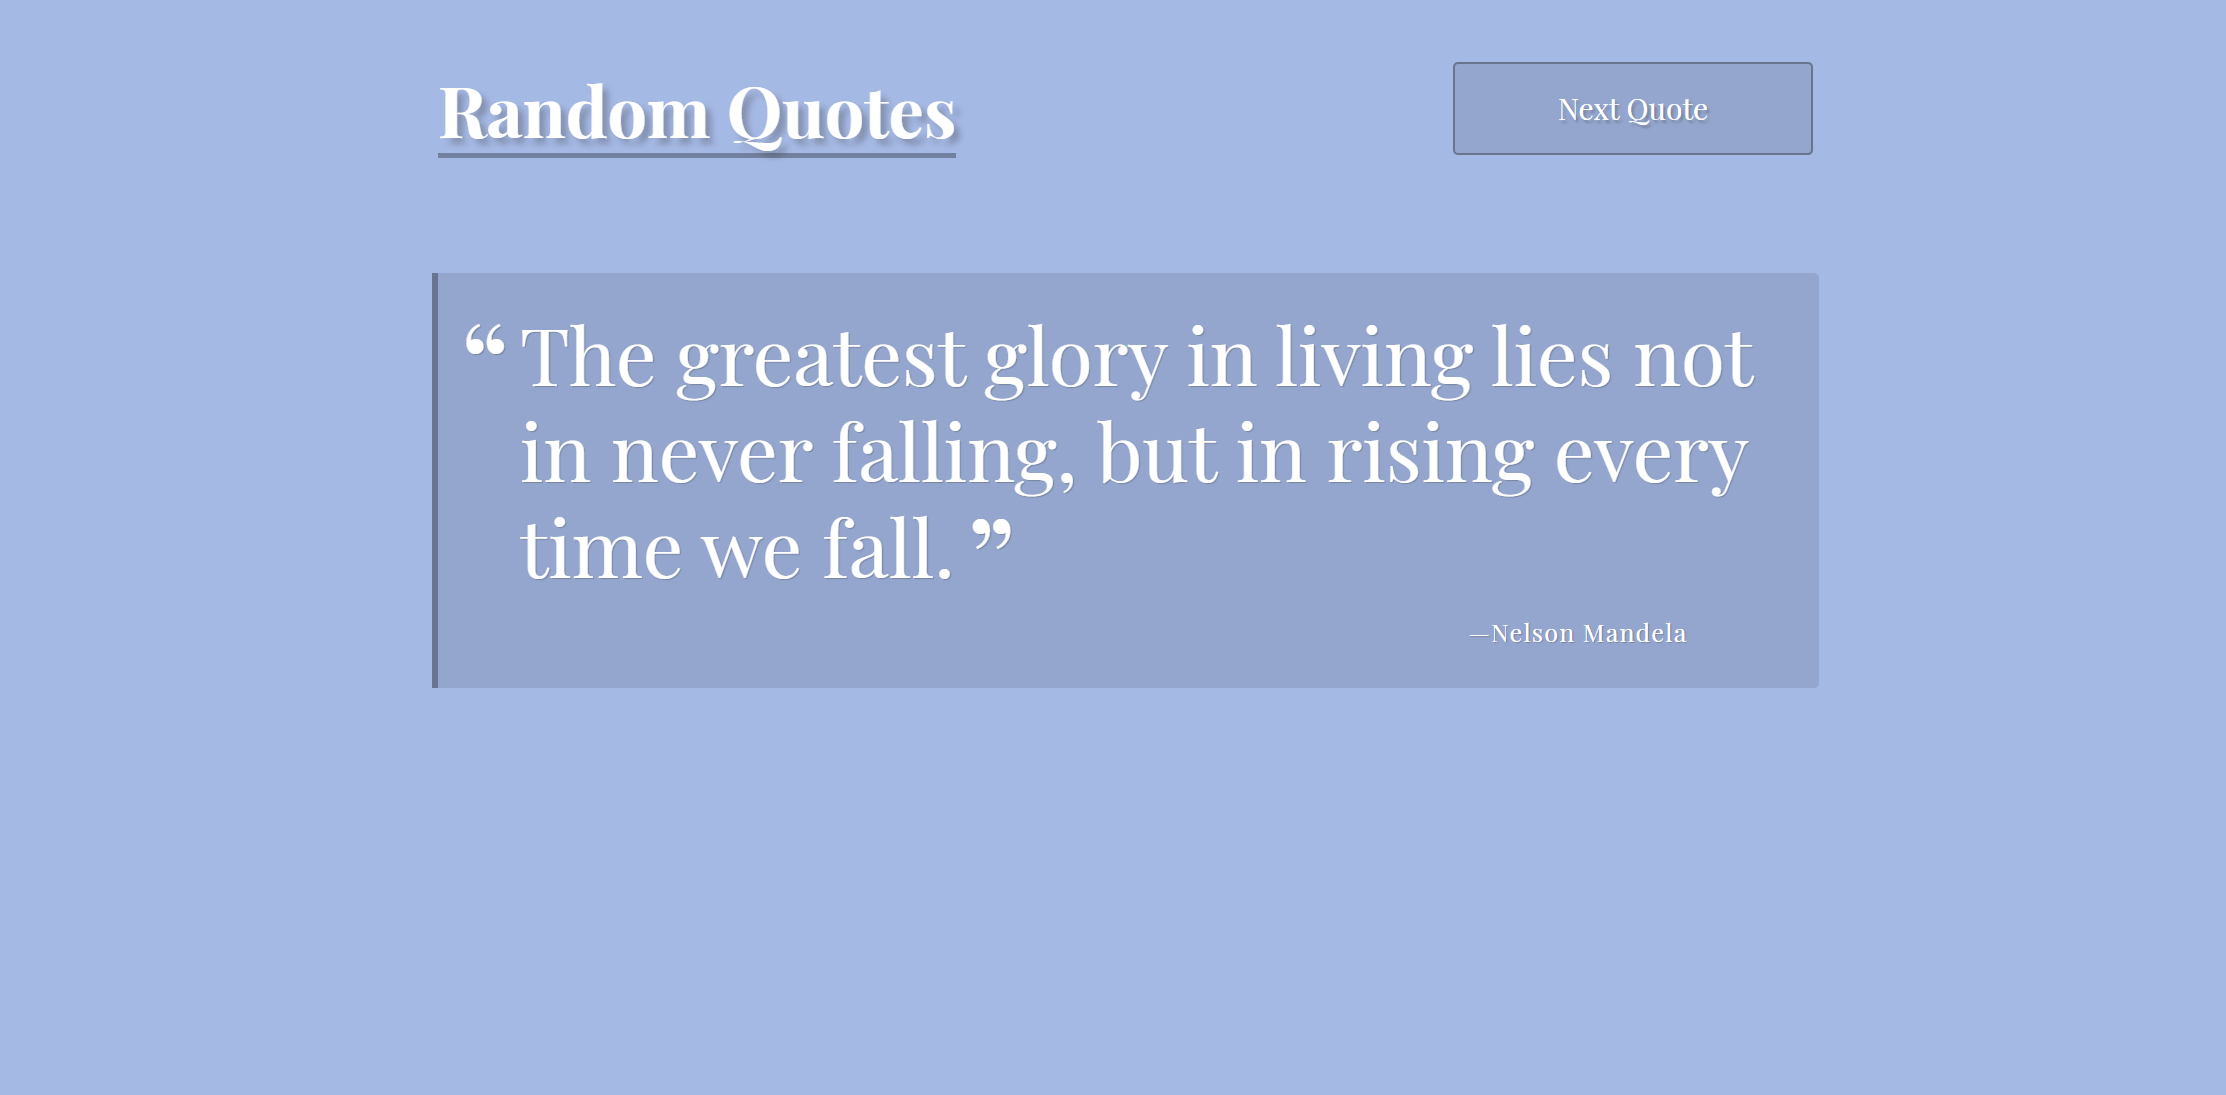 Random Quotes
Next Quote
“ The greatest glory in living lies not
in never falling, but in rising every
time we fall. ”
—Nelson Mandela